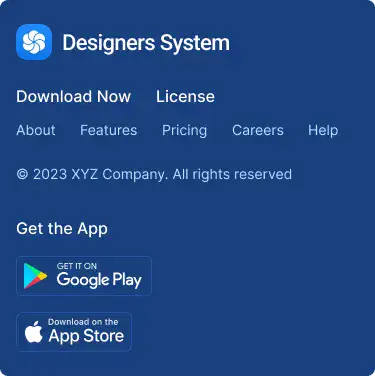 Designers System
Download Now License
About Features Pricing Careers Help
© 2023 XYZ Company. All rights reserved
Get the App
GET IT ON
Google Play
Download on the
App Store